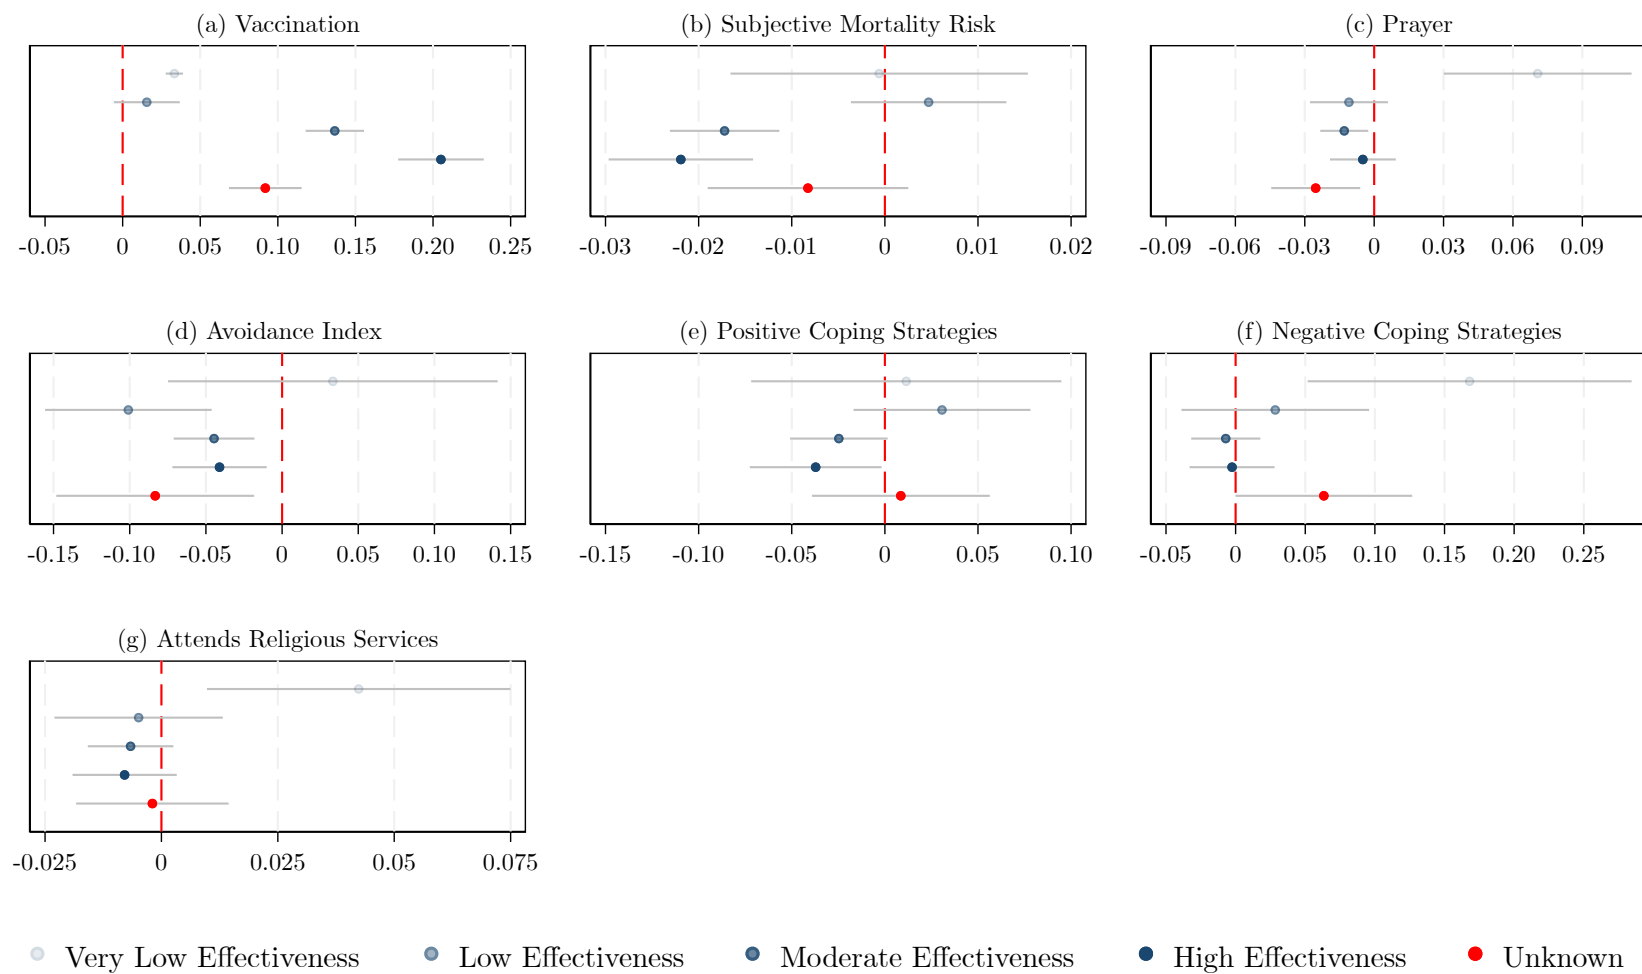 (a) Vaccination
-0.05 0 0.05 0.10 0.15 0.20 0.25
(b) Subjective Mortality Risk
-0.03 -0.02 -0.01 0 0.01 0.02
(c) Prayer
-0.09 -0.06 -0.03 0 0.03 0.06 0.09
(d) Avoidance Index
-0.15 -0.10 -0.05 0 0.05 0.10 0.15
(e) Positive Coping Strategies
-0.15 -0.10 -0.05 0 0.05 0.10
(f) Negative Coping Strategies
-0.05 0 0.05 0.10 0.15 0.20 0.25
(g) Attends Religious Services
-0.025 0 0.025 0.05 0.075
Very Low Effectiveness Low Effectiveness Moderate Effectiveness High Effectiveness Unknown